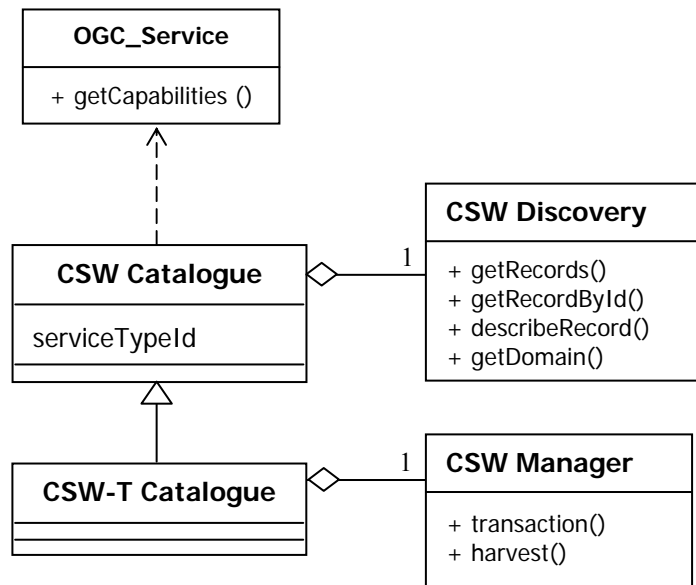 OGC_Service
+ getCapabilities ()
CSW Discovery
+ getRecords()
+ getRecordById()
+ describeRecord()
+ getDomain()
1
CSW Catalogue
serviceTypeId
CSW-T Catalogue
1
CSW Manager
+ transaction()
+ harvest()